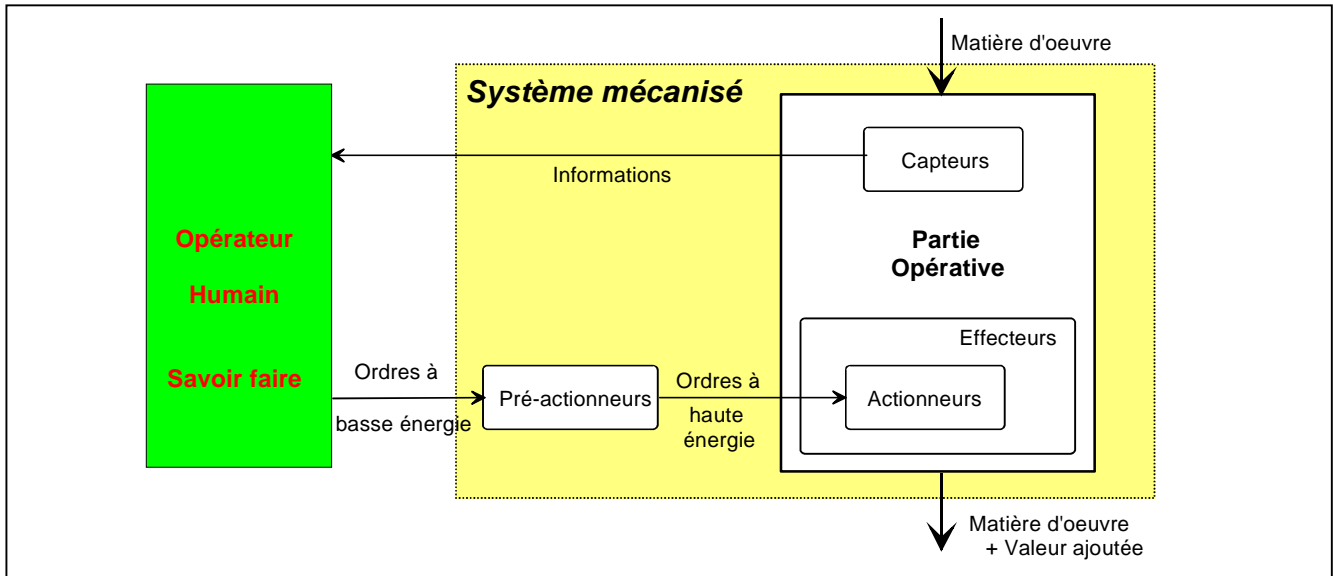 Matière d'oeuvre
Système mécanisé
Capteurs
Informations
Opérateur
Humain
Savoir faire
Partie
Opérative
Effecteurs
Ordres à
basse énergie
Pré-actionneurs
Ordres à
haute
énergie
Actionneurs
Matière d'oeuvre
+ Valeur ajoutée